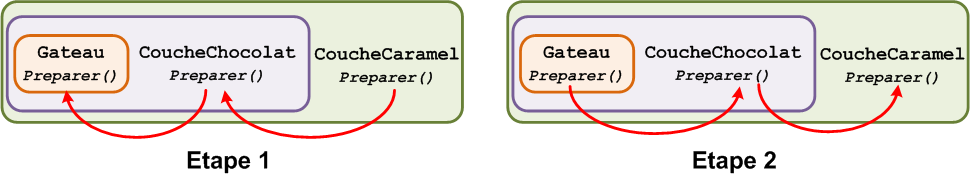 Gateau
Preparer()
CoucheChocolat
Preparer()
CoucheCaramel
Preparer()
Etape 1
Gateau
Preparer()
CoucheChocolat
Preparer()
CoucheCaramel
Preparer()
Etape 2